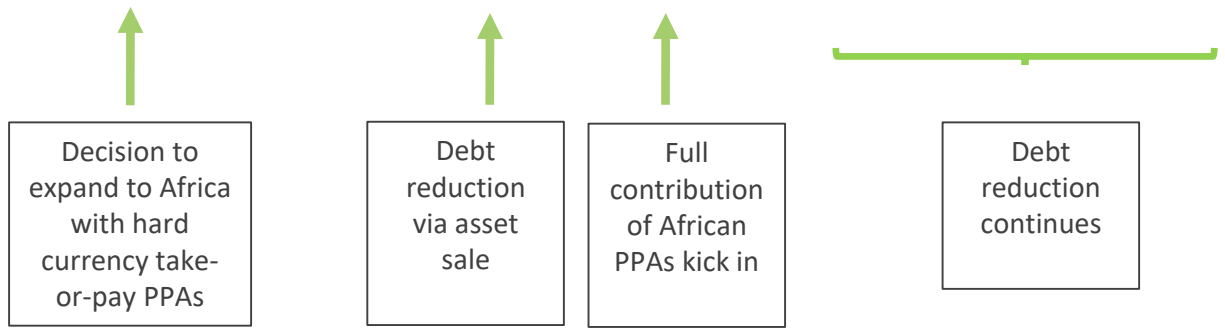 Decision to
expand to Africa
with hard
currency take-
or-pay PPAs
Debt
reduction
via asset
sale
Full
contribution
of African
PPAs kick in
Debt
reduction
continues